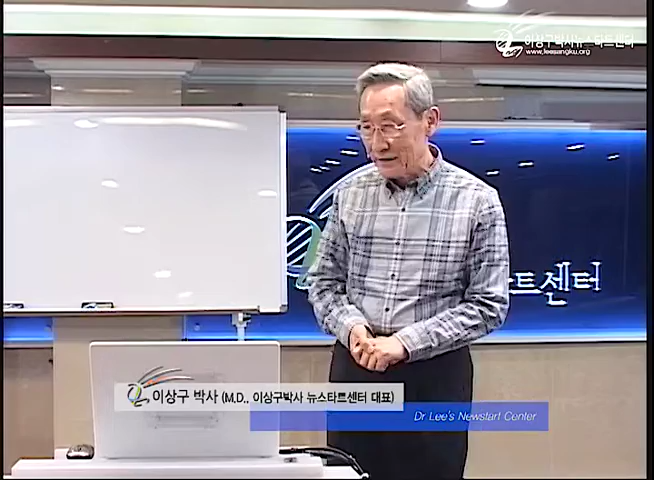 이상구박사뉴스타트센터
www.leesangku.org
스타트센터
이상구 박사 (M.D., 이상구박사 뉴스타트센터 대표)
Dr Lee's Newstart Center